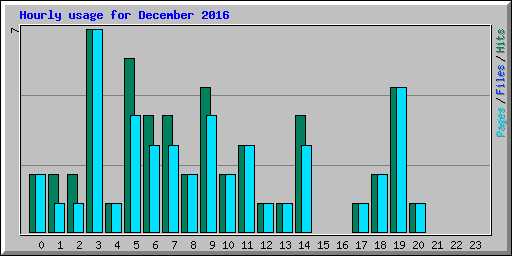 Hourly usage for December 2016
7
Pages/Files/Hits
0 1 2 3 4 5 6 7 8 9 10 11 12 13 14 15 16 17 18 19 20 21 22 23